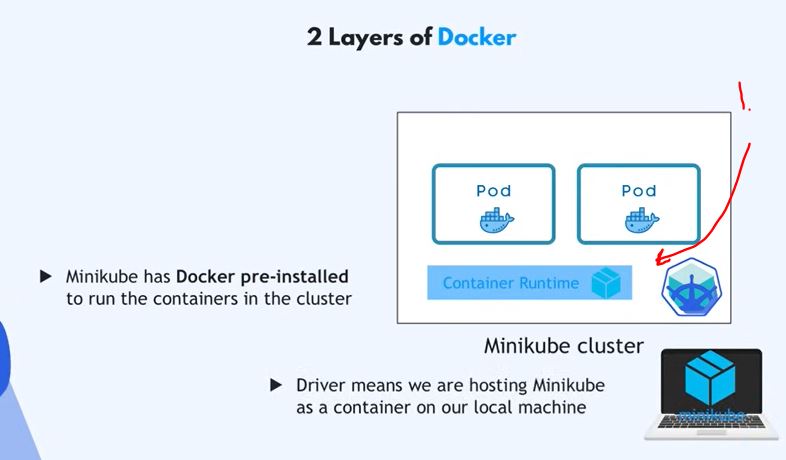 2 Layers of Docker
1.
Pod
Pod
Container Runtime
Minikube has Docker pre-installed
to run the containers in the cluster
Minikube cluster
Driver means we are hosting Minikube
as a container on our local machine
minikube